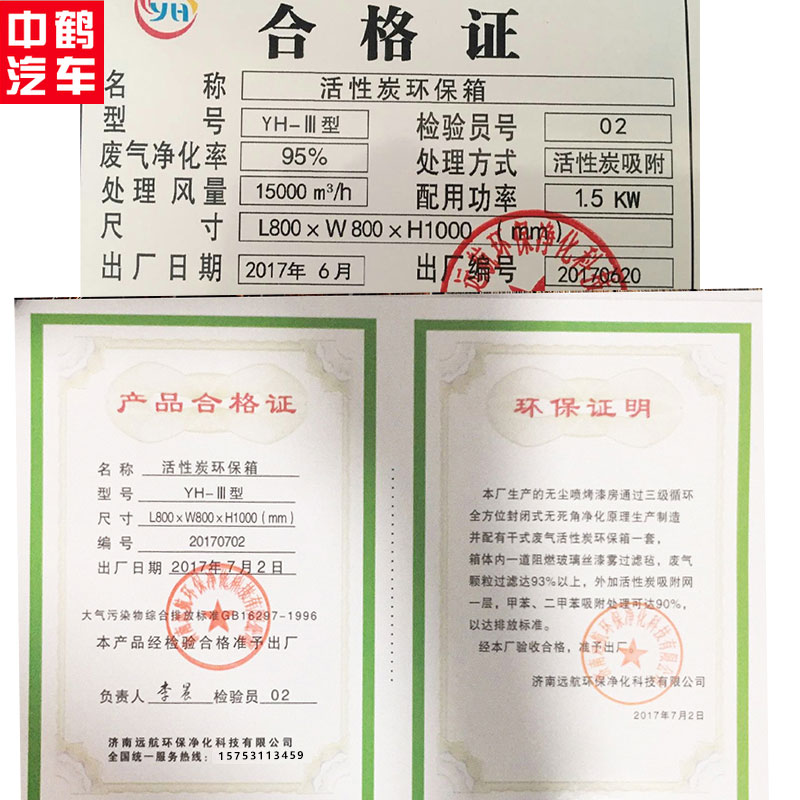 中鹤
汽车
YH
合格证
名 称 活性炭环保箱
型 号 YH-Ⅲ型 检验员号 02
废气净化率 95% 处理方式 活性炭吸附
处理风量 15000 m³/h 配用功率 1.5 KW
尺 寸 L800×W800×H1000 (mm)
出厂日期 2017年 6月 出厂编号 20170620
产品合格证
名称 活性炭环保箱
型号 YH-Ⅲ型
尺寸 L800×W800×H1000(mm)
编号 20170702
出厂日期 2017年7月2日
大气污染物综合排放标准GB16297-1996
本产品经检验合格准予出厂
负责人 李昙 检验员 02
济南远航环保净化科技有限公司
全国统一服务热线: 15753113459
环保证明
本厂生产的无尘喷烤漆房通过三级循环
全方位封闭式无死角净化原理生产制造
并配有干式废气活性炭环保箱一套,
箱体内一道阻燃玻璃丝漆雾过滤毡,废气
颗粒过滤达93%以上,外加活性炭吸附网
一层,甲苯、二甲苯吸附处理可达90%,
以达排放标准。
经本厂验收合格,准予出厂。
济南远航环保净化科技有限公司
2017年7月2日